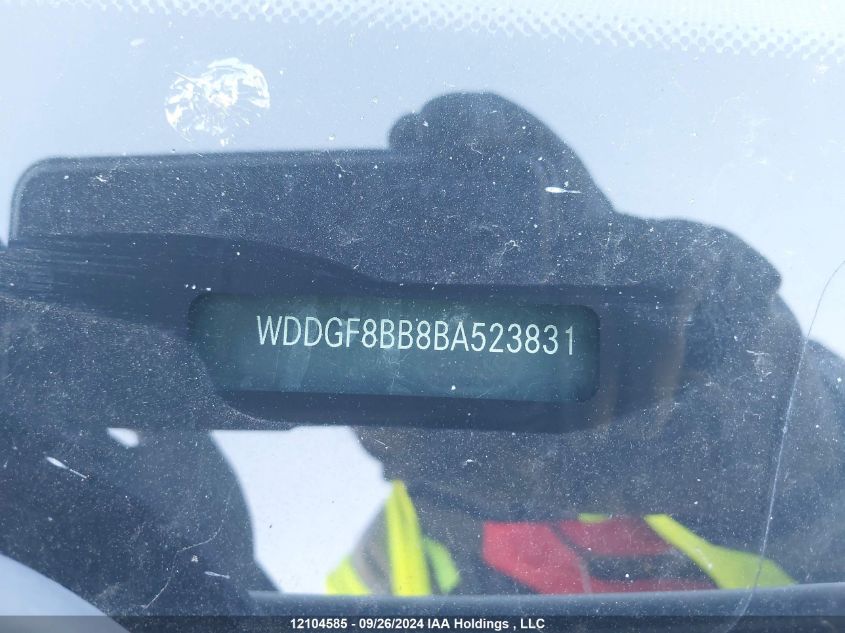 WDDGF8BB8BA523831
12104585 - 09/26/2024 IAA Holdings , LLC